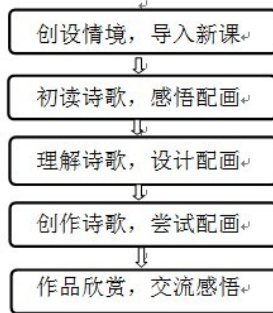 创设情境，导入新课
初读诗歌，感悟配画
理解诗歌，设计配画
创作诗歌，尝试配画
作品欣赏，交流感悟